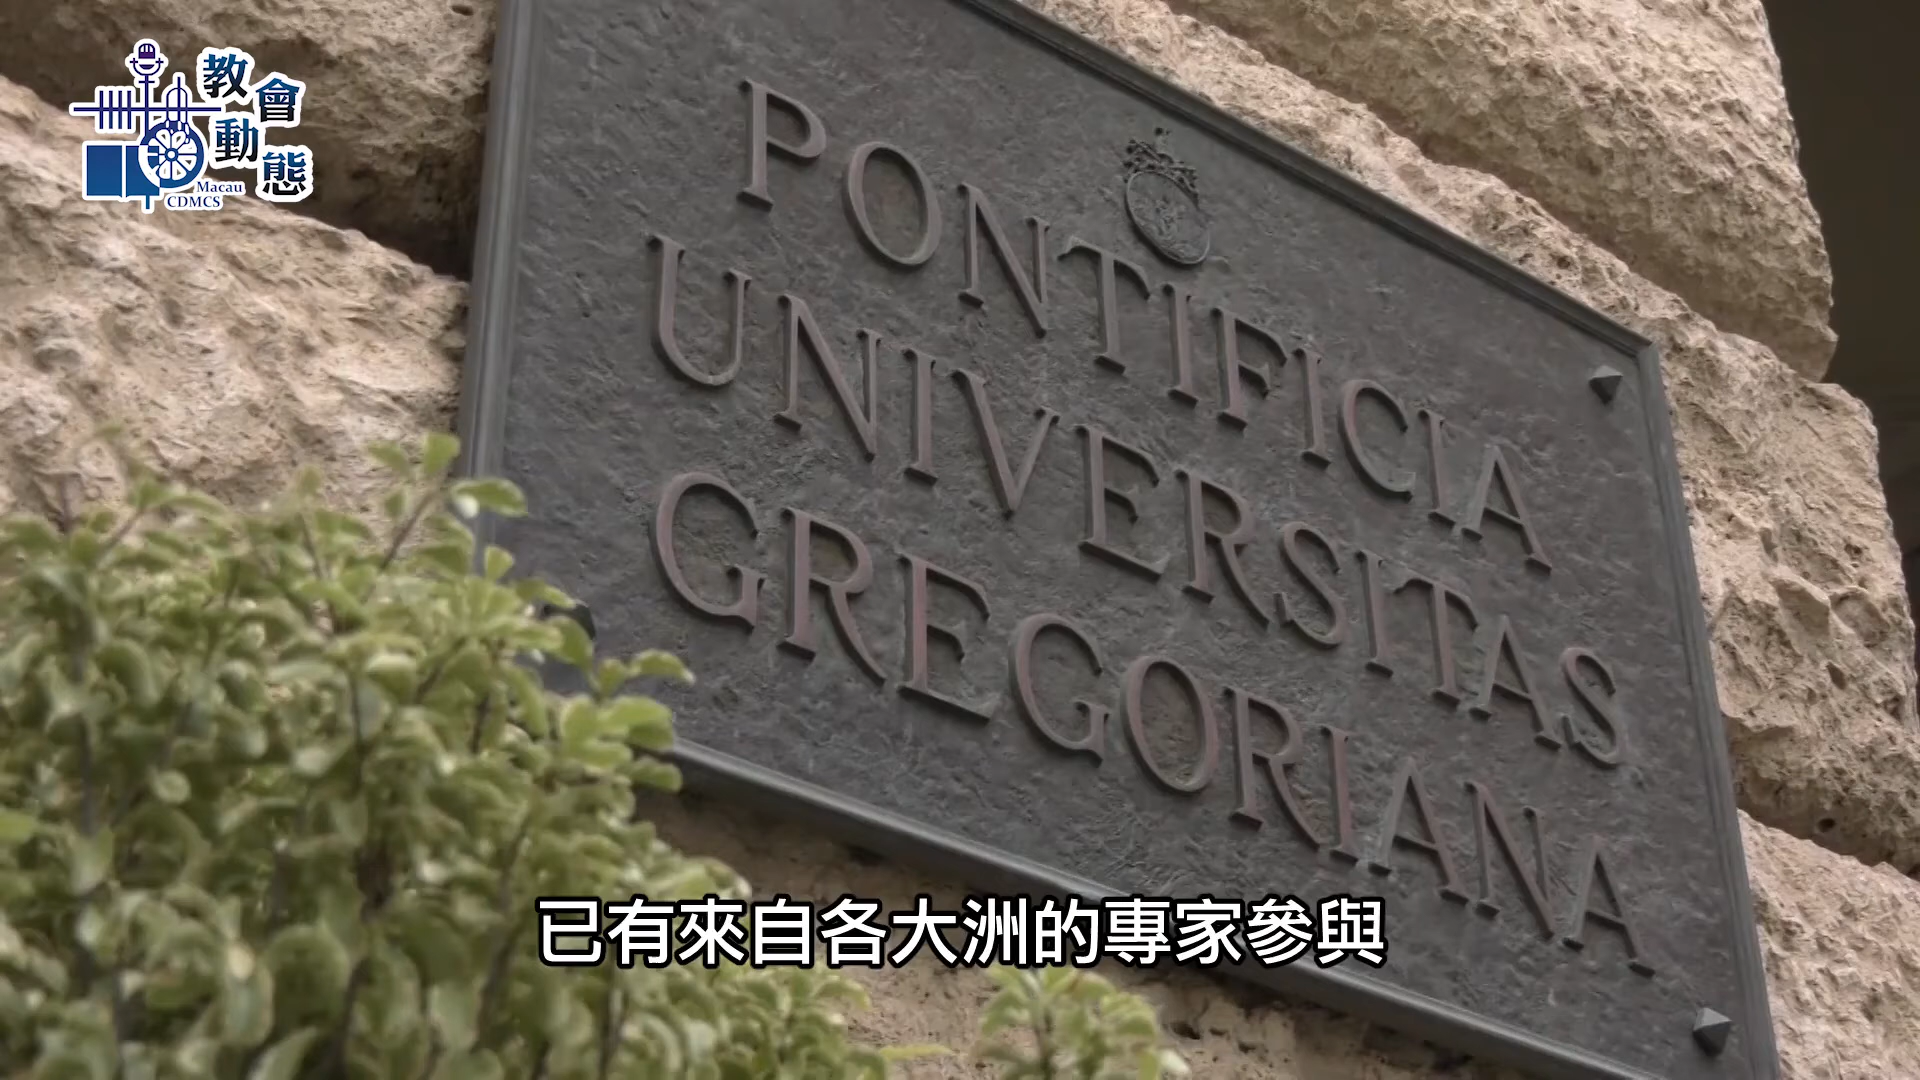 教會
動態
Macau
CDMCS
PONTIFICIA
UNIVERSITAS
GREGORIANA
已有來自各大洲的專家參與